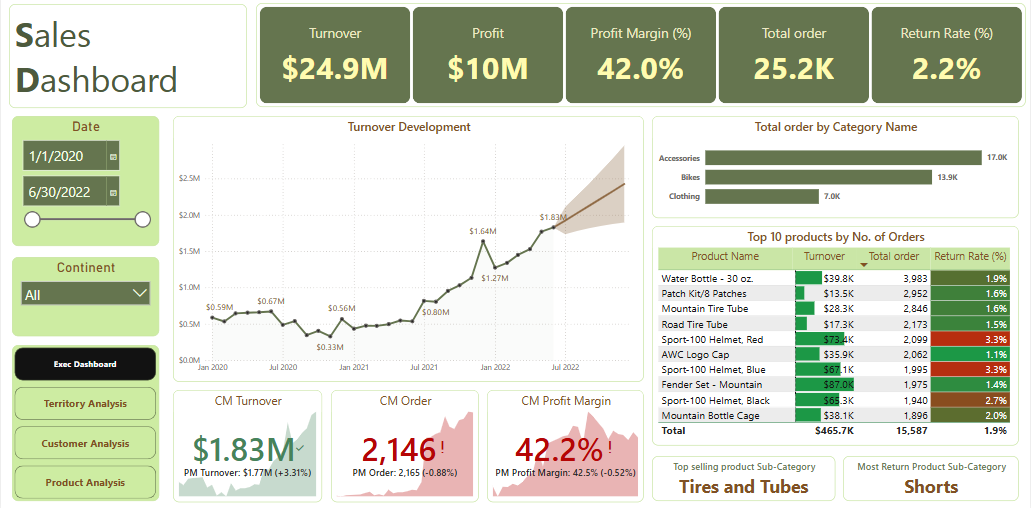 Sales
Dashboard
Turnover
$24.9M
Profit
$10M
Profit Margin (%)
42.0%
Total order
25.2K
Return Rate (%)
2.2%
Date
1/1/2020
6/30/2022
Continent
All
Exec Dashboard
Territory Analysis
Customer Analysis
Product Analysis
Turnover Development
$2.5M
$2.0M
$1.5M
$1.0M
$0.5M
$0.0M
$0.59M
$0.67M
$0.33M
$0.56M
$0.80M
$1.64M
$1.27M
$1.83M
Jan 2020
Jul 2020
Jan 2021
Jul 2021
Jan 2022
Jul 2022
CM Turnover
$1.83M
PM Turnover: $1.77M (+3.31%)
CM Order
2,146!
PM Order: 2,165 (-0.88%)
CM Profit Margin
42.2%!
PM Profit Margin: 42.5% (-0.52%)
Total order by Category Name
Accessories 17.0K
Bikes 13.9K
Clothing 7.0K
Top 10 products by No. of Orders
Product Name Turnover Total order Return Rate (%)
Water Bottle - 30 oz. $39.8K 3,983 1.9%
Patch Kit/8 Patches $13.5K 2,952 1.6%
Mountain Tire Tube $28.3K 2,846 1.6%
Road Tire Tube $17.3K 2,173 1.5%
Sport-100 Helmet, Red $73.4K 2,099 3.3%
AWC Logo Cap $35.9K 2,062 1.1%
Sport-100 Helmet, Blue $67.1K 1,995 3.3%
Fender Set - Mountain $87.0K 1,975 1.4%
Sport-100 Helmet, Black $65.3K 1,940 2.7%
Mountain Bottle Cage $38.1K 1,896 2.0%
Total $465.7K 15,587 1.9%
Top selling product Sub-Category
Tires and Tubes
Most Return Product Sub-Category
Shorts